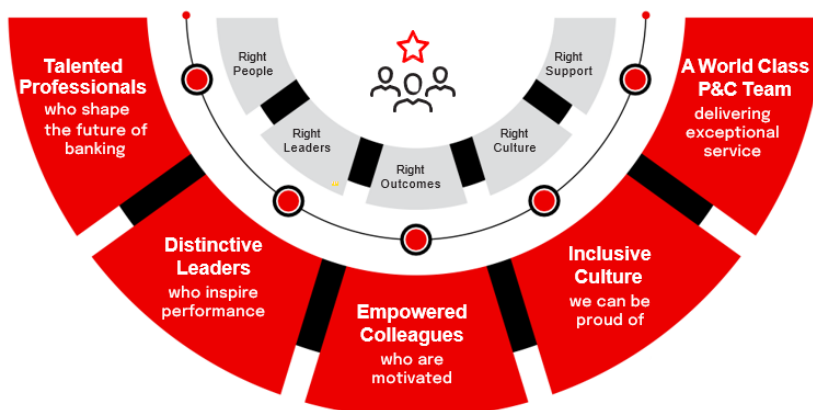 Right
People
Right
Leaders
Right
Outcomes
Right
Culture
Right
Support
Talented
Professionals
who shape
the future of
banking
Distinctive
Leaders
who inspire
performance
Empowered
Colleagues
who are
motivated
Inclusive
Culture
we can be
proud of
A World Class
P&C Team
delivering
exceptional
service